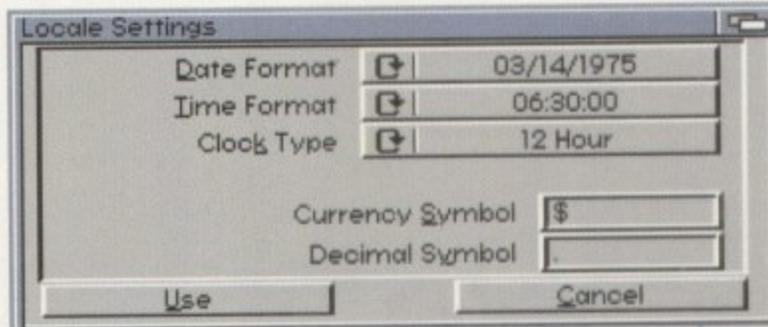 Locale Settings
Date Format 03/14/1975
Time Format 06:30:00
Clock Type 12 Hour
Currency Symbol $
Decimal Symbol .
Use Cancel